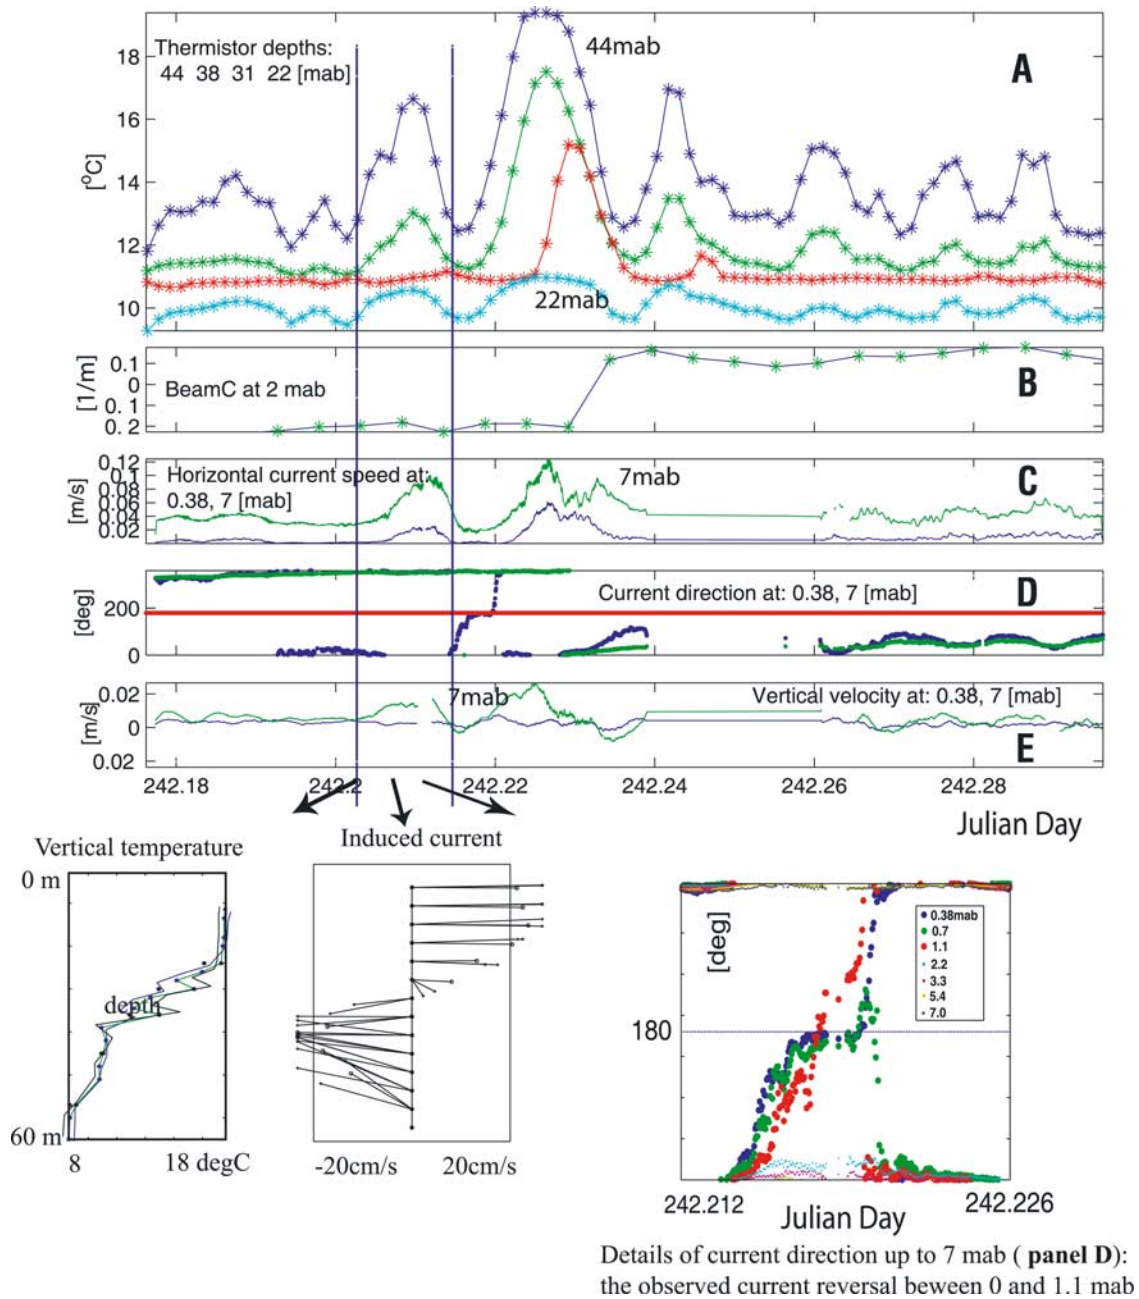 Thermistor depths:
44 38 31 22 [mab]
44mab
A
18
16
14
12
10
[°C]
22mab
BeamC at 2 mab
B
0.1
0
0. 1
0. 2
[1/m]
Horizontal current speed at:
0.38, 7 [mab]
7mab
C
0.12
0.1
0.08
0.06
0.04
0.02
[m/s]
Current direction at: 0.38, 7 [mab]
D
200
0
[deg]
7mab
Vertical velocity at: 0.38, 7 [mab]
E
0.02
0
0.02
[m/s]
242.18
242.2
242.22
242.24
242.26
242.28
Julian Day
Vertical temperature
0 m
depth
60 m
8
18 degC
Induced current
-20cm/s
20cm/s
[deg]
180
0.38mab
0.7
1.1
2.2
3.3
5.4
7.0
242.212
242.226
Julian Day
Details of current direction up to 7 mab ( panel D):
the observed current reversal beween 0 and 1.1 mab